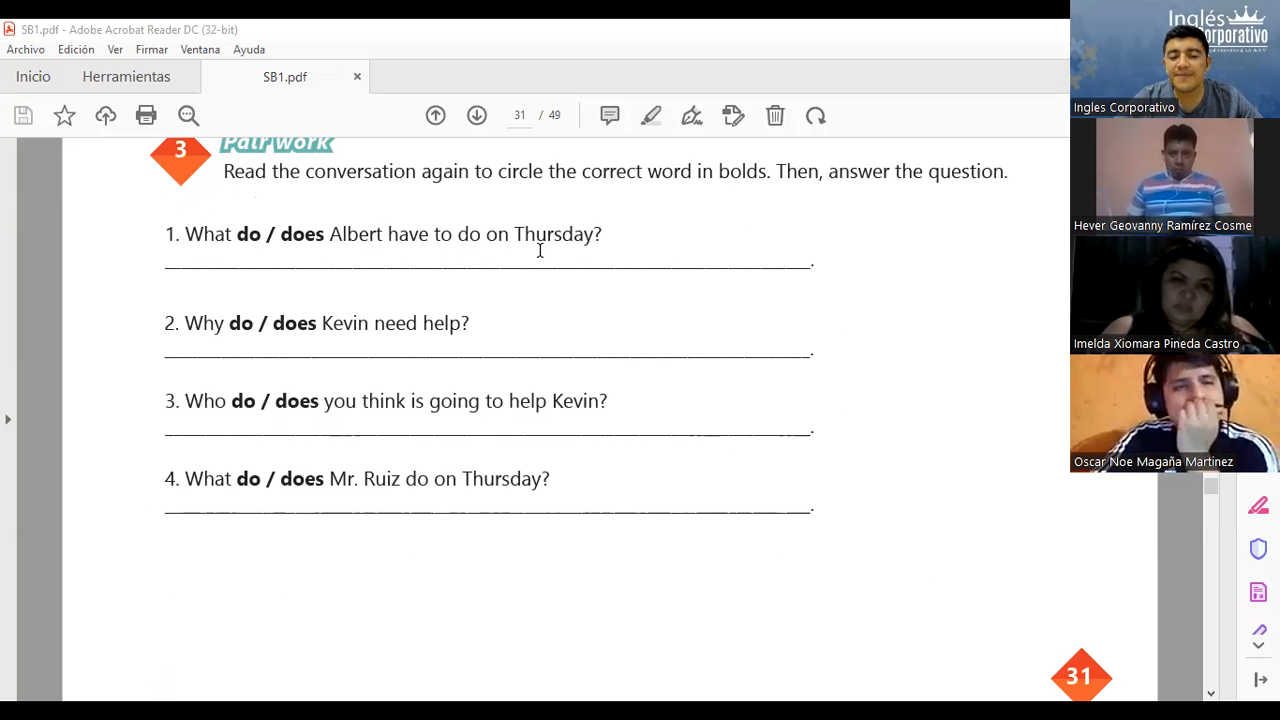 SB1.pdf - Adobe Acrobat Reader DC (32-bit)
Archivo Edición Ver Firmar Ventana Ayuda
Inicio Herramientas SB1.pdf ×
31 / 49
3 Pair work
Read the conversation again to circle the correct word in bolds. Then, answer the question.
1. What do / does Albert have to do on Thursday?
2. Why do / does Kevin need help?
3. Who do / does you think is going to help Kevin?
4. What do / does Mr. Ruiz do on Thursday?
31
Inglés
Corporativo
Ingles Corporativo
Hever Geovanny Ramírez Cosme
Imelda Xiomara Pineda Castro
Oscar Noe Magaña Martinez